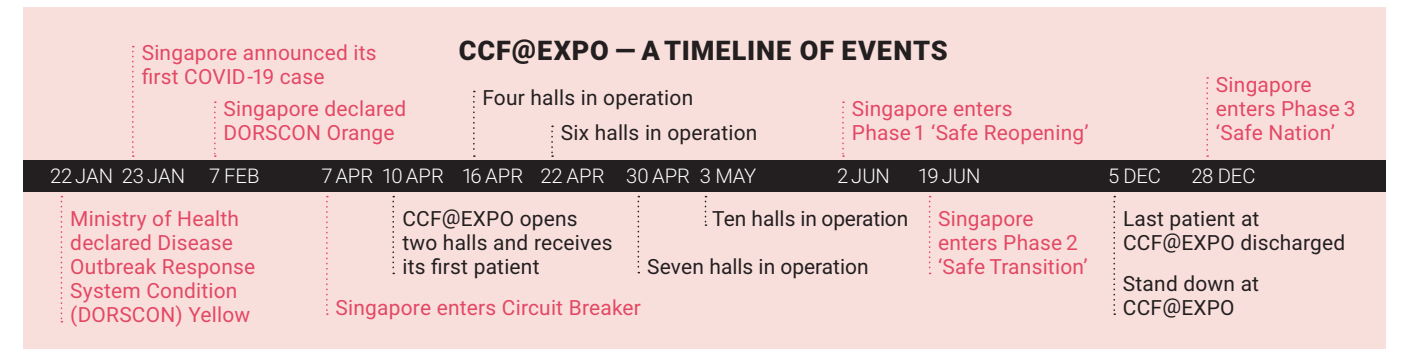 CCF@EXPO — A TIMELINE OF EVENTS
Singapore announced its
first COVID-19 case
Singapore declared
DORSCON Orange
Four halls in operation
Six halls in operation
Singapore enters
Phase 1 ‘Safe Reopening’
Singapore
enters Phase 3
‘Safe Nation’
22 JAN 23 JAN 7 FEB 7 APR 10 APR 16 APR 22 APR 30 APR 3 MAY 2 JUN 19 JUN 5 DEC 28 DEC
Ministry of Health
declared Disease
Outbreak Response
System Condition
(DORSCON) Yellow
Singapore enters Circuit Breaker
CCF@EXPO opens
two halls and receives
its first patient
Seven halls in operation
Ten halls in operation
Singapore
enters Phase 2
‘Safe Transition’
Last patient at
CCF@EXPO discharged
Stand down at
CCF@EXPO